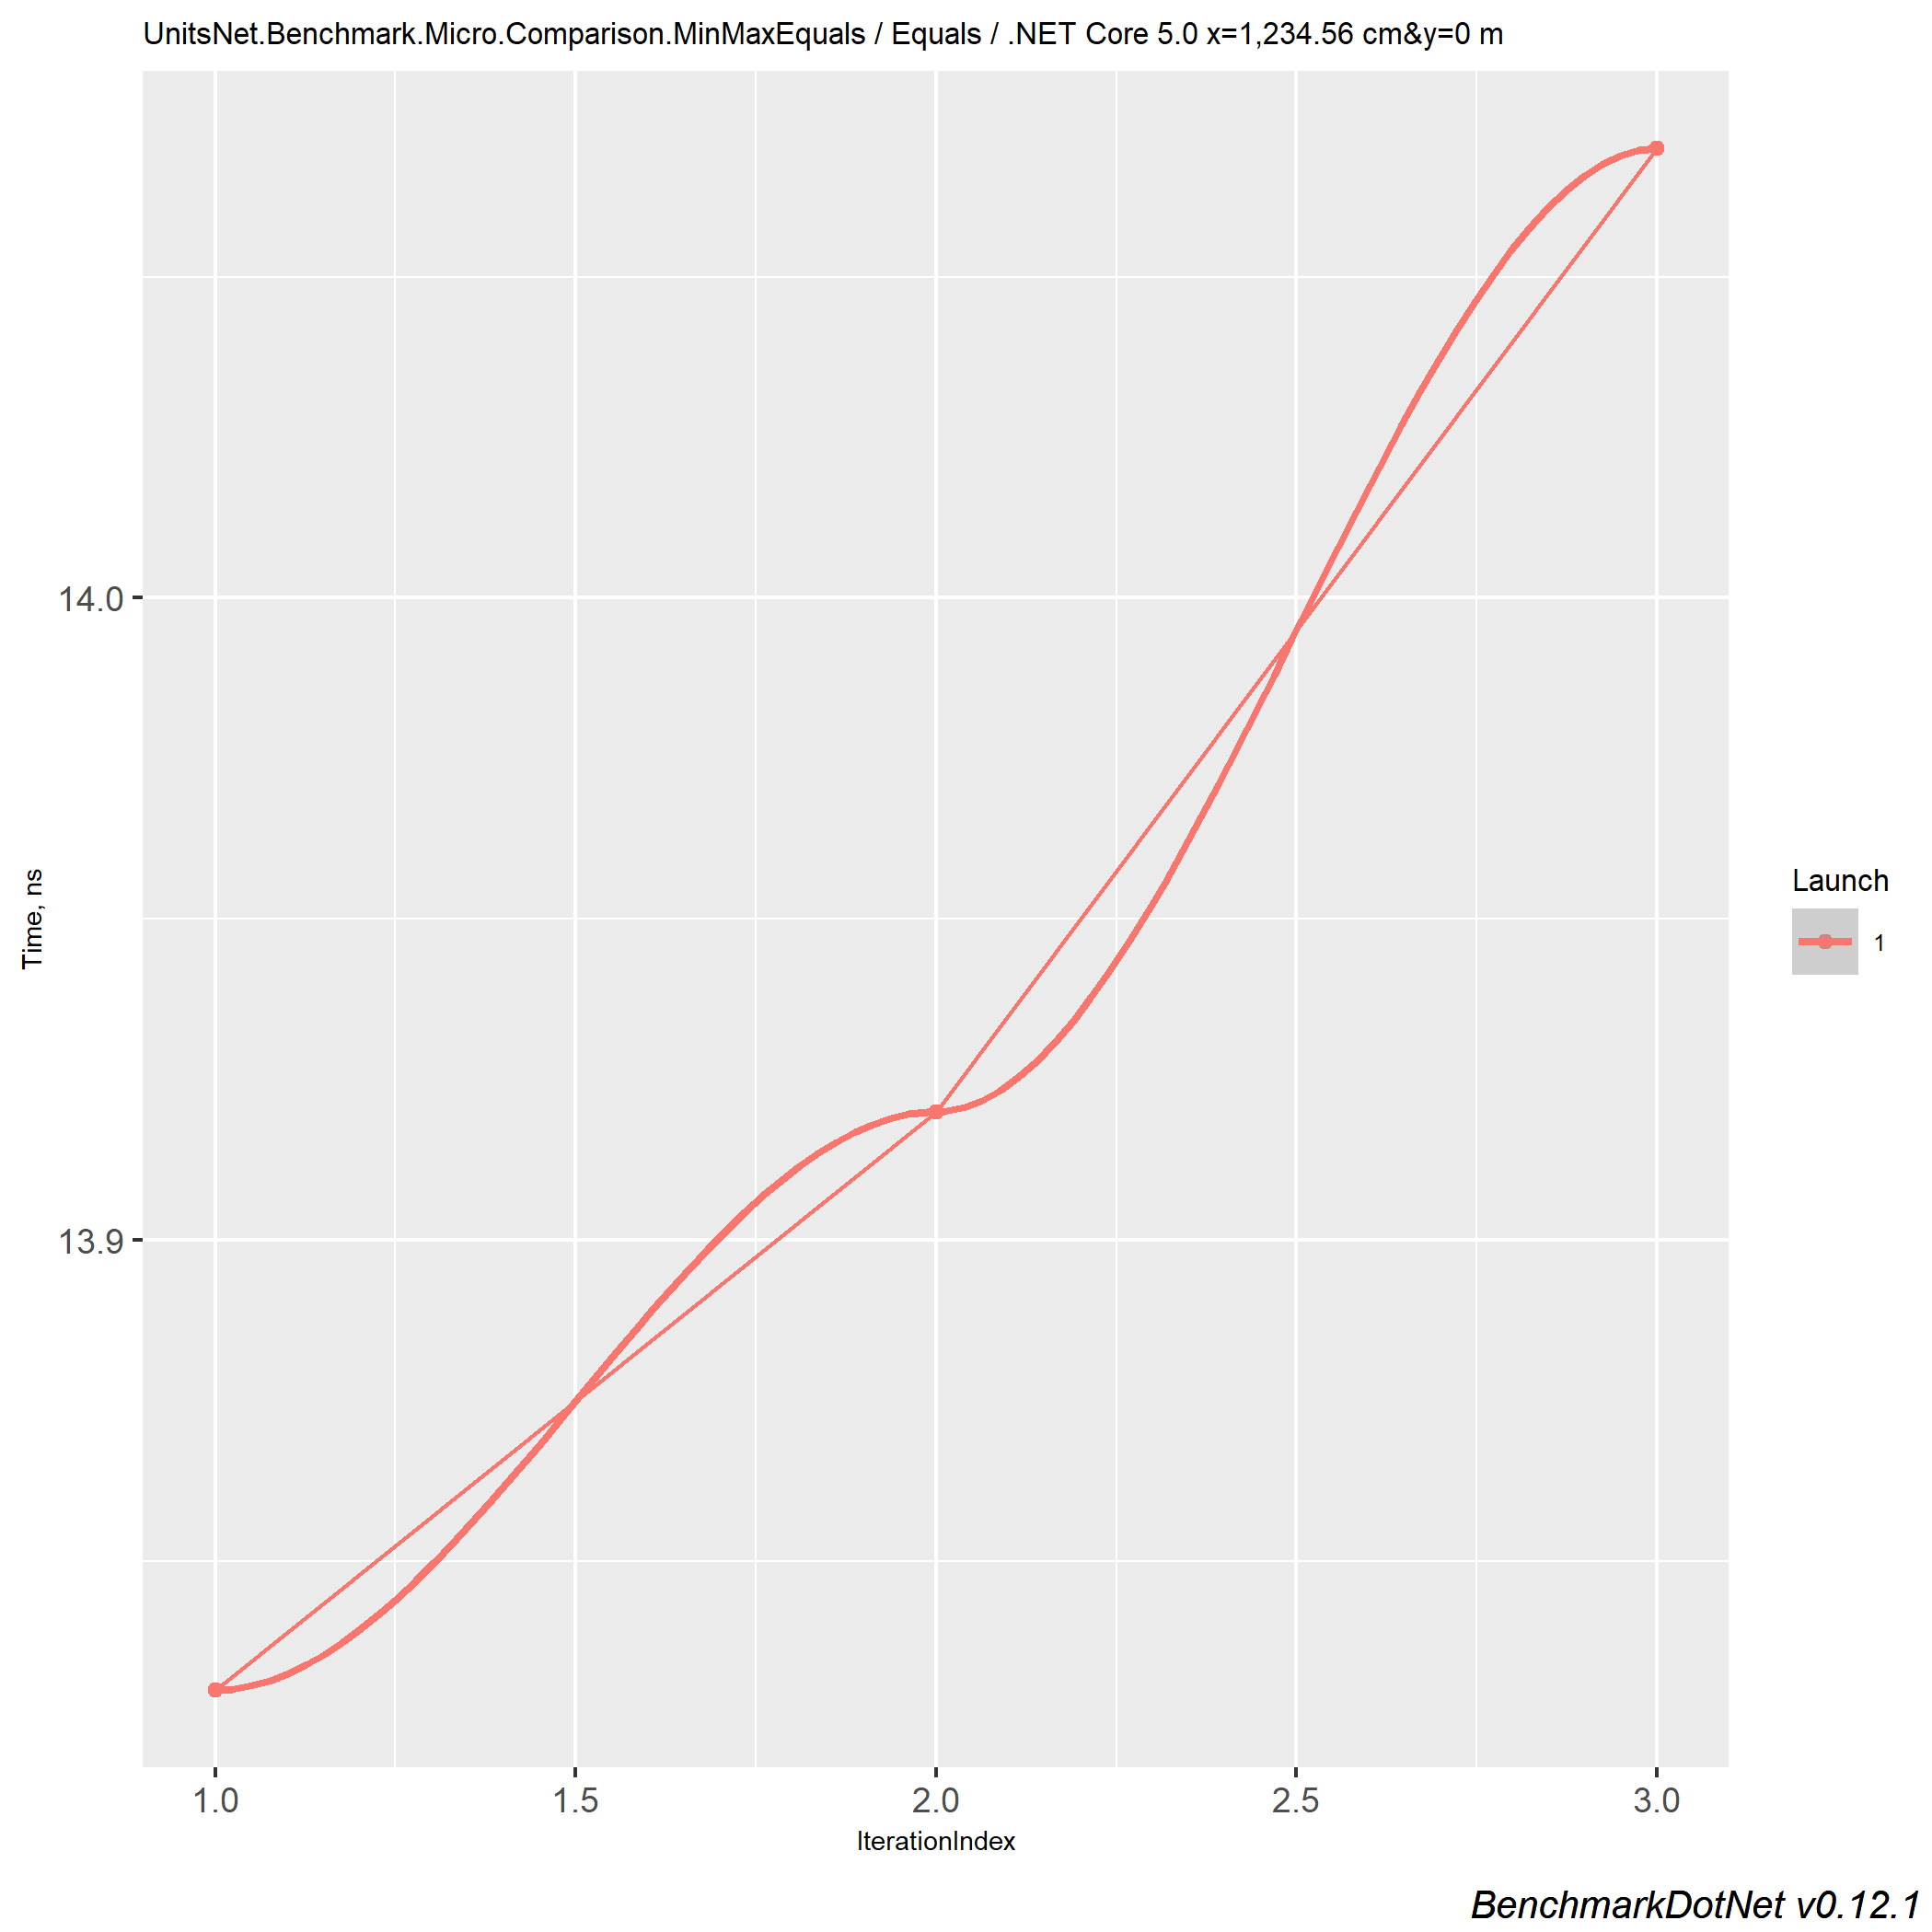 UnitsNet.Benchmark.Micro.Comparison.MinMaxEquals / Equals / .NET Core 5.0 x=1,234.56 cm&y=0 m
14.0
13.9
Time, ns
Launch
1
1.0 1.5 2.0 2.5 3.0
IterationIndex
BenchmarkDotNet v0.12.1